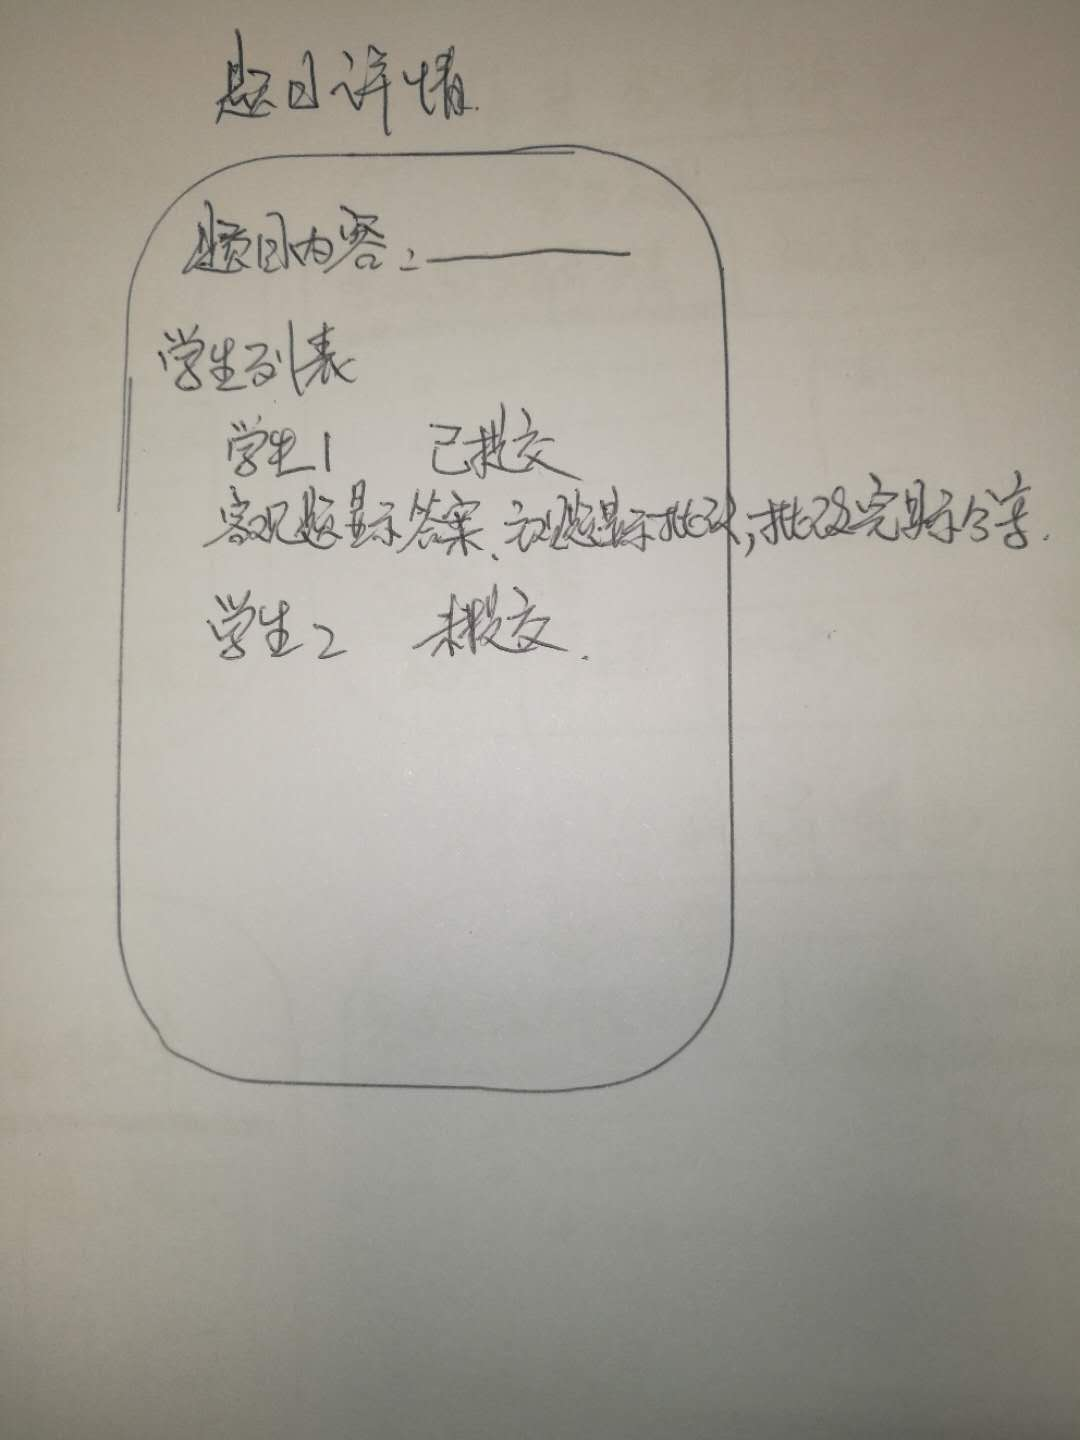 题目详情
题目内容：
学生列表
学生1 已提交
客观题显示答案、主观题显示批改，批改完显示分享.
学生2 未提交.